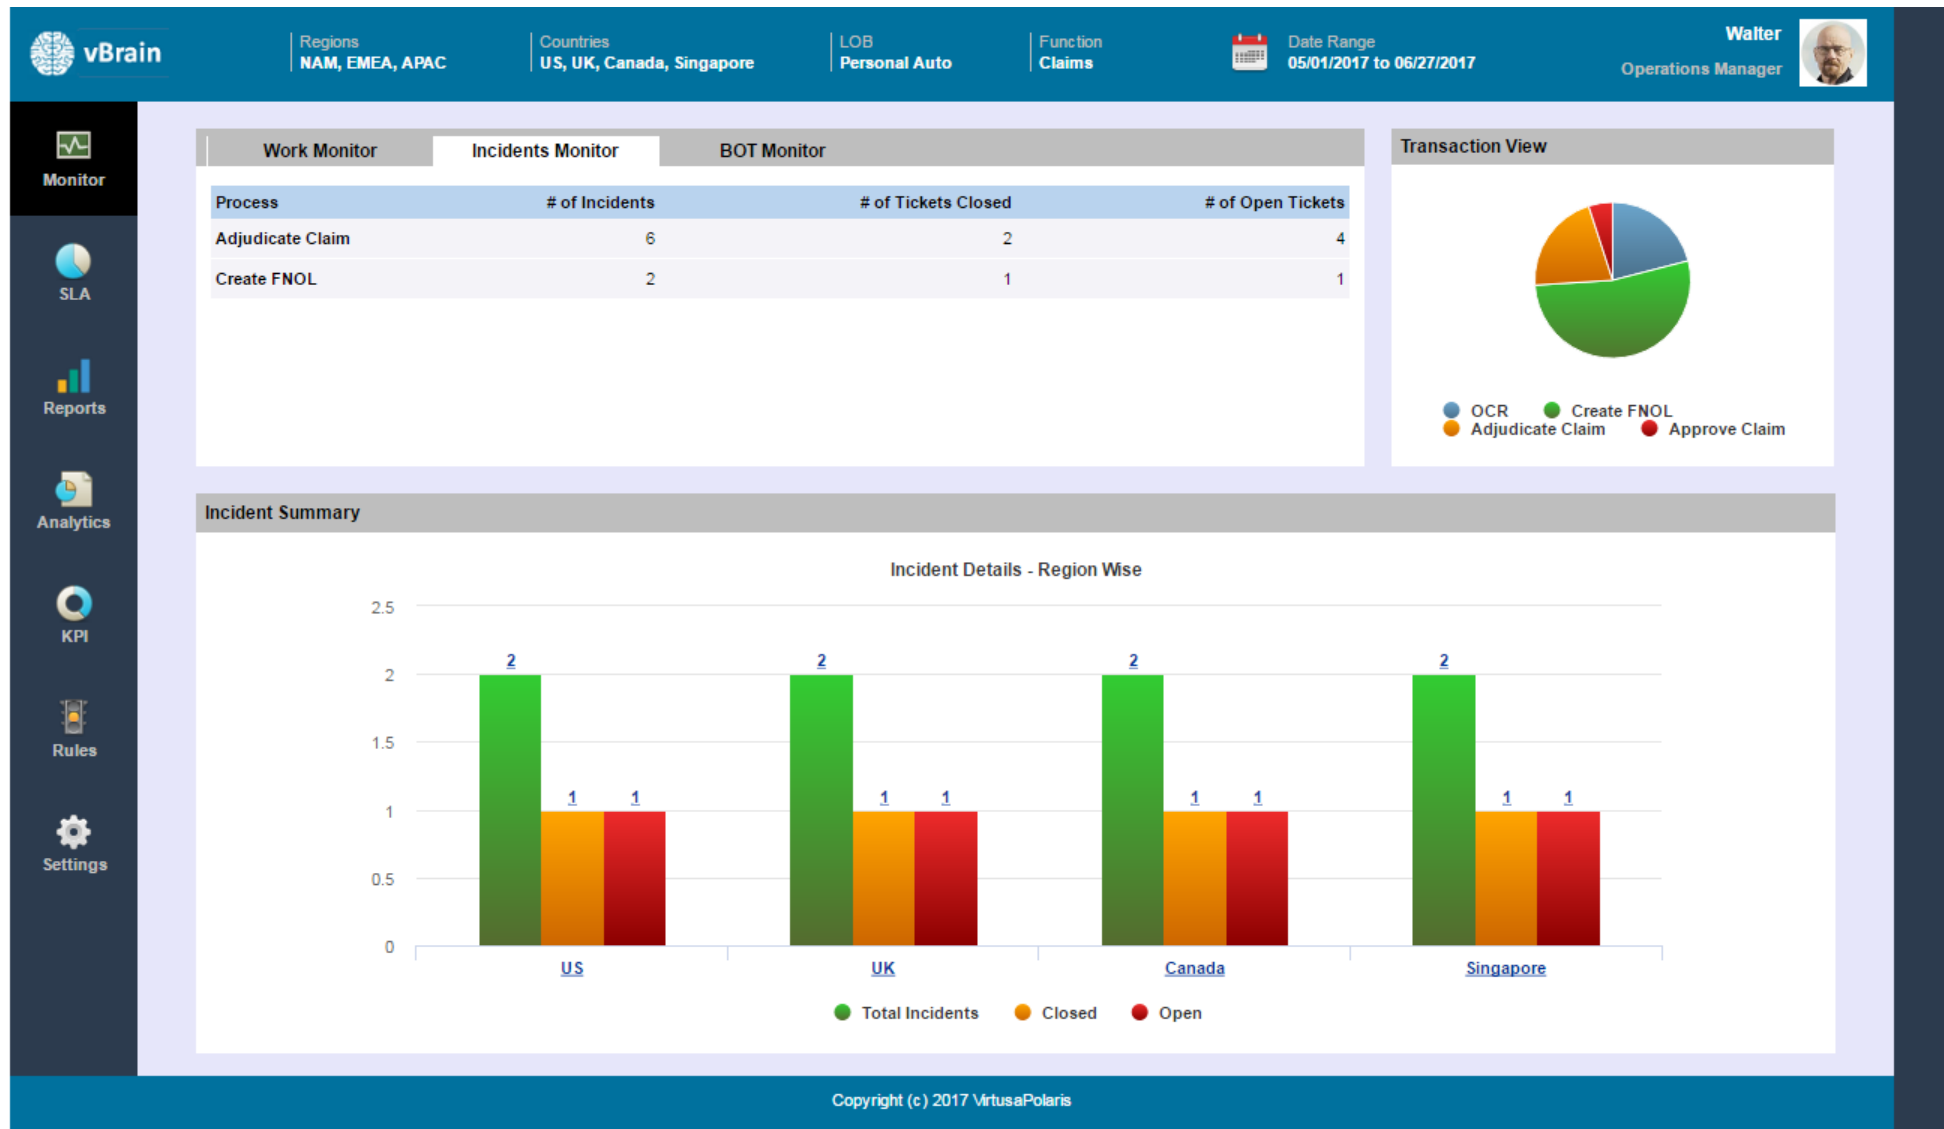 vBrain
Regions
NAM, EMEA, APAC
Countries
US, UK, Canada, Singapore
LOB
Personal Auto
Function
Claims
Date Range
05/01/2017 to 06/27/2017
Walter
Operations Manager
Monitor
SLA
Reports
Analytics
KPI
Rules
Settings
Work Monitor Incidents Monitor BOT Monitor
Process # of Incidents # of Tickets Closed # of Open Tickets
Adjudicate Claim 6 2 4
Create FNOL 2 1 1
Transaction View
OCR Create FNOL
Adjudicate Claim Approve Claim
Incident Summary
Incident Details - Region Wise
2.5
2
1.5
1
0.5
0
2 1 1
2 1 1
2 1 1
2 1 1
US UK Canada Singapore
Total Incidents Closed Open
Copyright (c) 2017 VirtusaPolaris